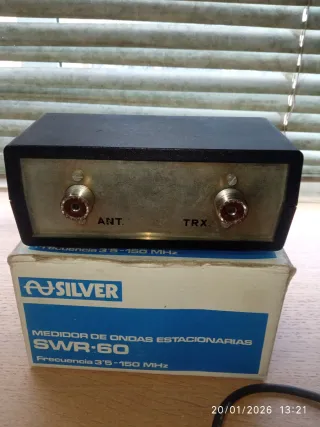 ANT. TRX
Frecuencia 3'5-150 MHz
SILVER
MEDIDOR DE ONDAS ESTACIONARIAS
SWR-60
Frecuencia 3'5-150 MHz
20/01/2026 13:21